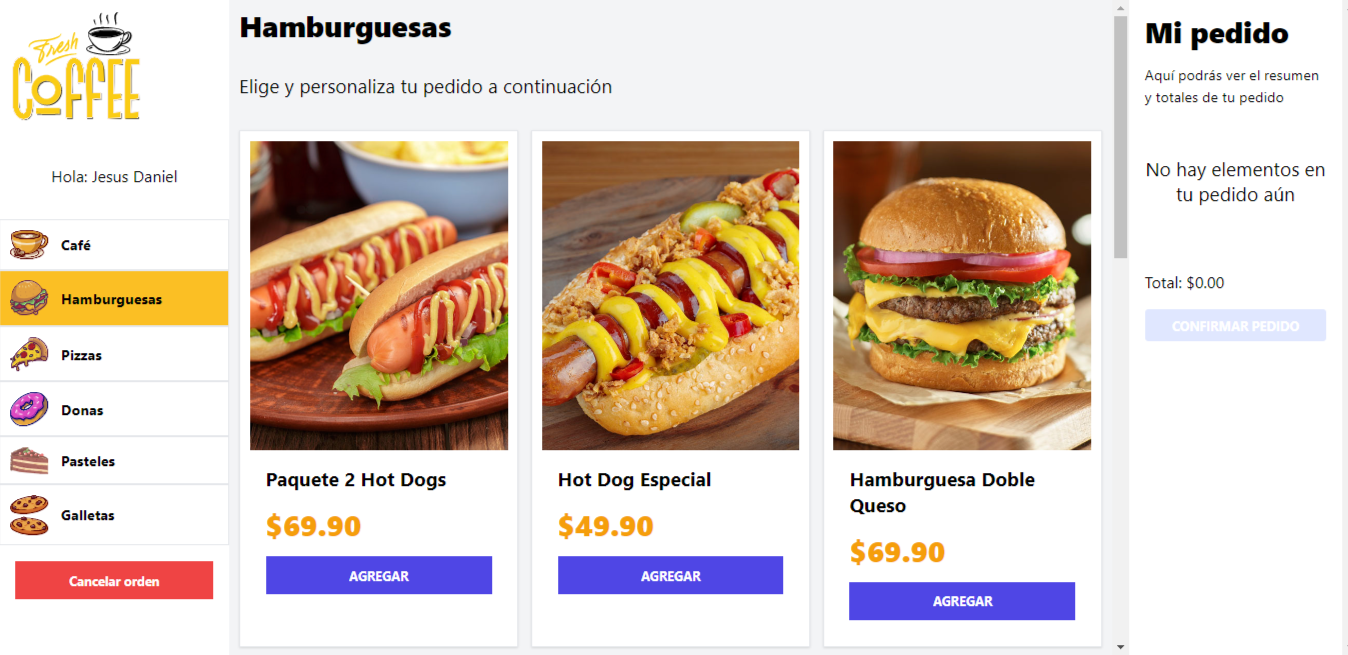 Fresh
COFFEE
Hola: Jesus Daniel
Café
Hamburguesas
Pizzas
Donas
Pasteles
Galletas
Cancelar orden
Hamburguesas
Elige y personaliza tu pedido a continuación
Paquete 2 Hot Dogs
$69.90
AGREGAR
Hot Dog Especial
$49.90
AGREGAR
Hamburguesa Doble
Queso
$69.90
AGREGAR
Mi pedido
Aquí podrás ver el resumen
y totales de tu pedido
No hay elementos en
tu pedido aún
Total: $0.00
CONFIRMAR PEDIDO